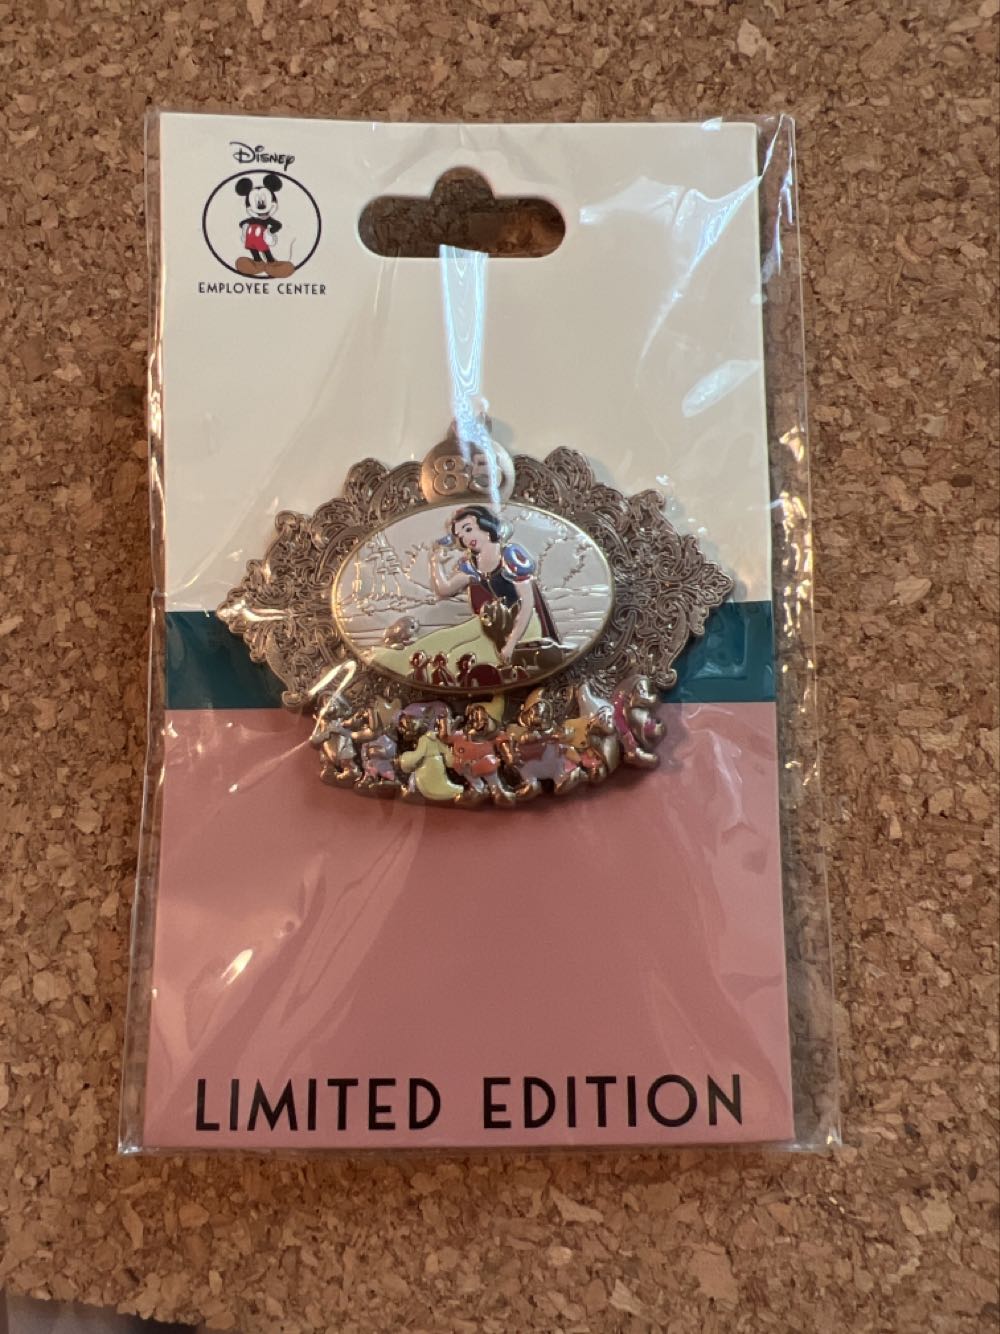 Disney
EMPLOYEE CENTER
85
LIMITED EDITION